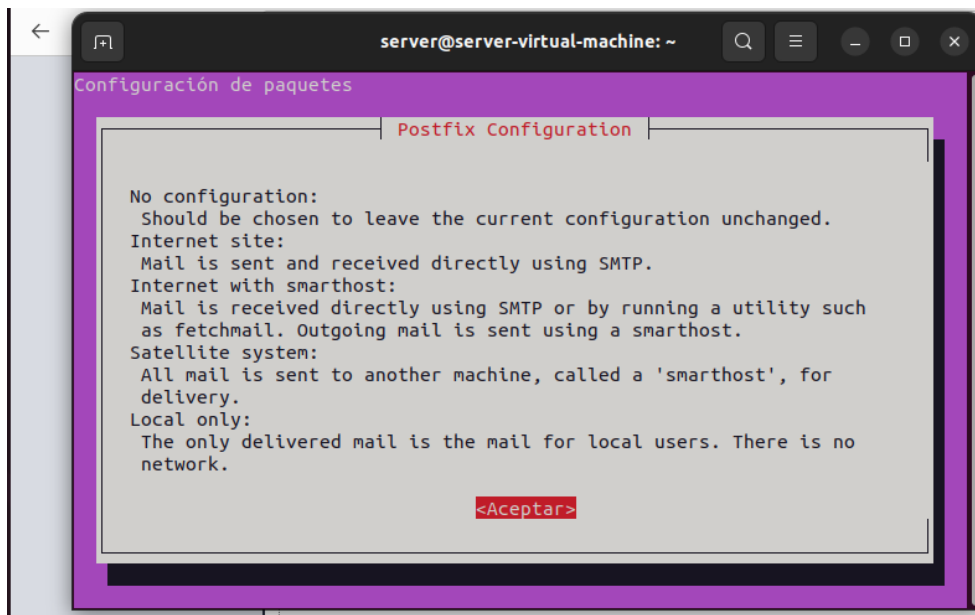 server@server-virtual-machine: ~
Configuración de paquetes
Postfix Configuration
No configuration:
Should be chosen to leave the current configuration unchanged.
Internet site:
Mail is sent and received directly using SMTP.
Internet with smarthost:
Mail is received directly using SMTP or by running a utility such
as fetchmail. Outgoing mail is sent using a smarthost.
Satellite system:
All mail is sent to another machine, called a 'smarthost', for
delivery.
Local only:
The only delivered mail is the mail for local users. There is no
network.
<Aceptar>